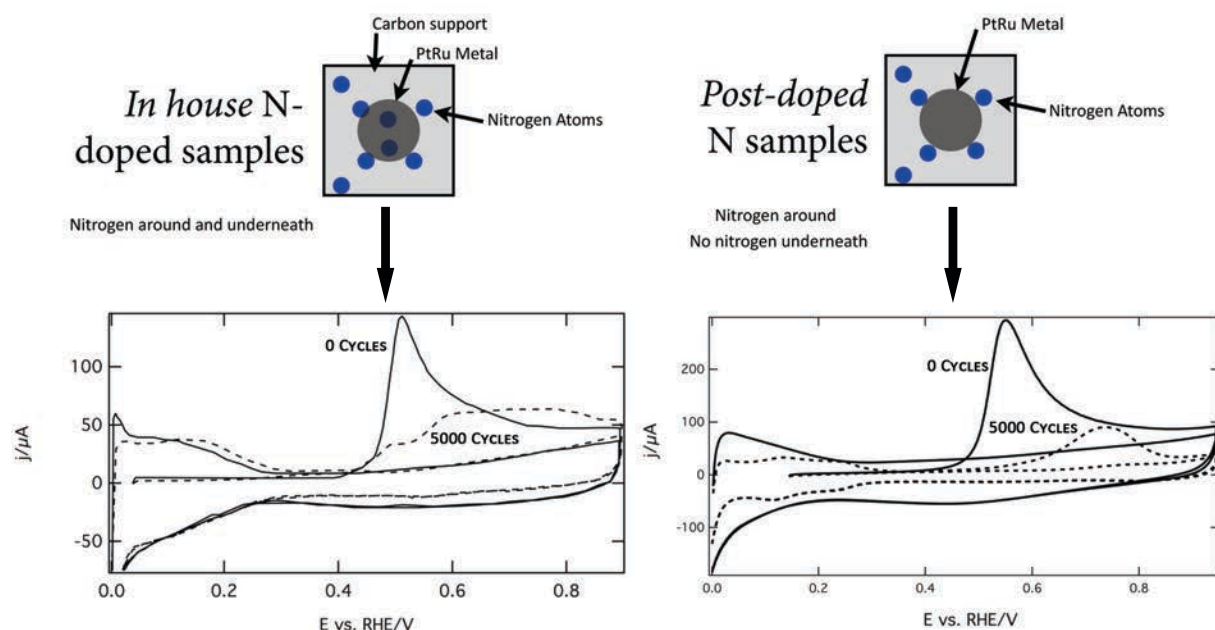 Carbon support
PtRu Metal
In house N-
doped samples
Nitrogen Atoms
Nitrogen around and underneath
PtRu Metal
Post-doped
N samples
Nitrogen Atoms
Nitrogen around
No nitrogen underneath
0 CYCLES
5000 CYCLES
100
50
0
-50
j/µA
0.0 0.2 0.4 0.6 0.8
E vs. RHE/V
0 CYCLES
5000 CYCLES
200
100
0
-100
j/µA
0.0 0.2 0.4 0.6 0.8
E vs. RHE/V